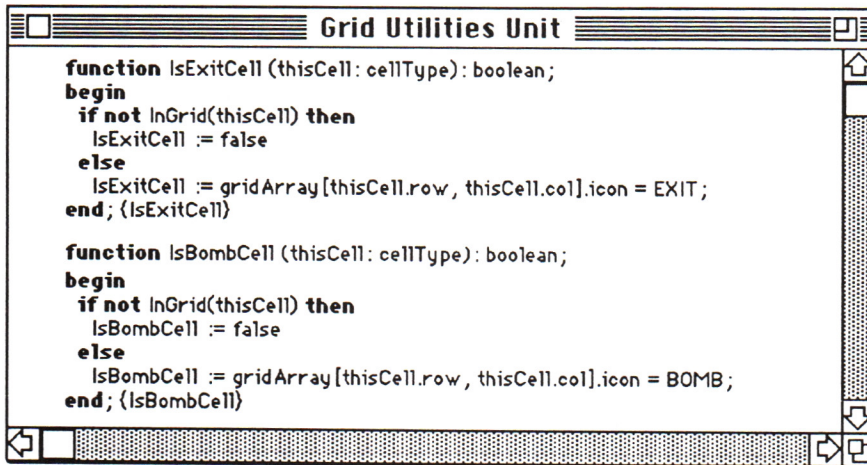 Grid Utilities Unit
function IsExitCell (thisCell: cellType): boolean;
begin
if not InGrid(thisCell) then
IsExitCell := false
else
IsExitCell := gridArray[thisCell.row, thisCell.col].icon = EXIT;
end; {IsExitCell}
function IsBombCell (thisCell: cellType): boolean;
begin
if not InGrid(thisCell) then
IsBombCell := false
else
IsBombCell := gridArray[thisCell.row, thisCell.col].icon = BOMB;
end; {IsBombCell}